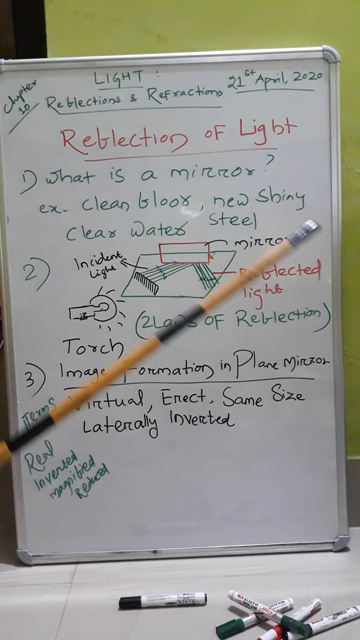 LIGHT:
21st April, 2020
Chapter 10
Reflections & Refractions
Reflection of Light
1) What is a mirror?
ex. clean floor, new shiny
clear water steel
2)
Incident Light
mirror
Reflected light
Torch
(2 Laws of Reflection)
3) Image Formation in Plane Mirror
Terms
Virtual, Erect, Same Size
Laterally Inverted
Real
Inverted
magnified
Reduced